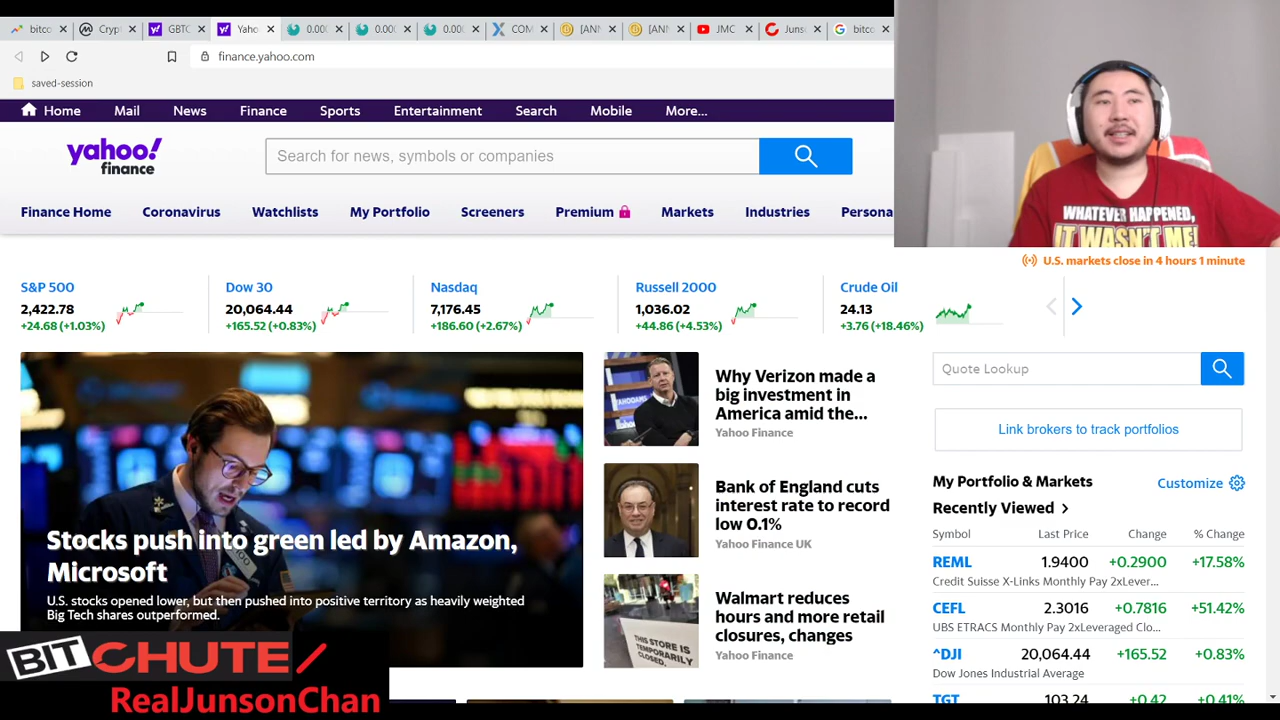 bitco
Cryp
GBTC
Yaho
0.000
0.000
0.000
COM
[ANN
[ANN
JMC
Juns
bitco
finance.yahoo.com
saved-session
Home Mail News Finance Sports Entertainment Search Mobile More...
yahoo!
finance
Search for news, symbols or companies
Finance Home Coronavirus Watchlists My Portfolio Screeners Premium Markets Industries Persona
WHATEVER HAPPENED,
IT WASN'T ME!
U.S. markets close in 4 hours 1 minute
S&P 500
2,422.78
+24.68 (+1.03%)
Dow 30
20,064.44
+165.52 (+0.83%)
Nasdaq
7,176.45
+186.60 (+2.67%)
Russell 2000
1,036.02
+44.86 (+4.53%)
Crude Oil
24.13
+3.76 (+18.46%)
Stocks push into green led by Amazon,
Microsoft
U.S. stocks opened lower, but then pushed into positive territory as heavily weighted
Big Tech shares outperformed.
Why Verizon made a
big investment in
America amid the...
Yahoo Finance
Bank of England cuts
interest rate to record
low 0.1%
Yahoo Finance UK
THIS STORE IS
TEMPORARILY
CLOSED.
Walmart reduces
hours and more retail
closures, changes
Yahoo Finance
Quote Lookup
Link brokers to track portfolios
My Portfolio & Markets
Customize
Recently Viewed >
Symbol Last Price Change % Change
REML 1.9400 +0.2900 +17.58%
Credit Suisse X-Links Monthly Pay 2xLever...
CEFL 2.3016 +0.7816 +51.42%
UBS ETRACS Monthly Pay 2xLeveraged Clo...
^DJI 20,064.44 +165.52 +0.83%
Dow Jones Industrial Average
TGT 103.24 +0.42 +0.41%
BITCHUTE/
RealJunsonChan